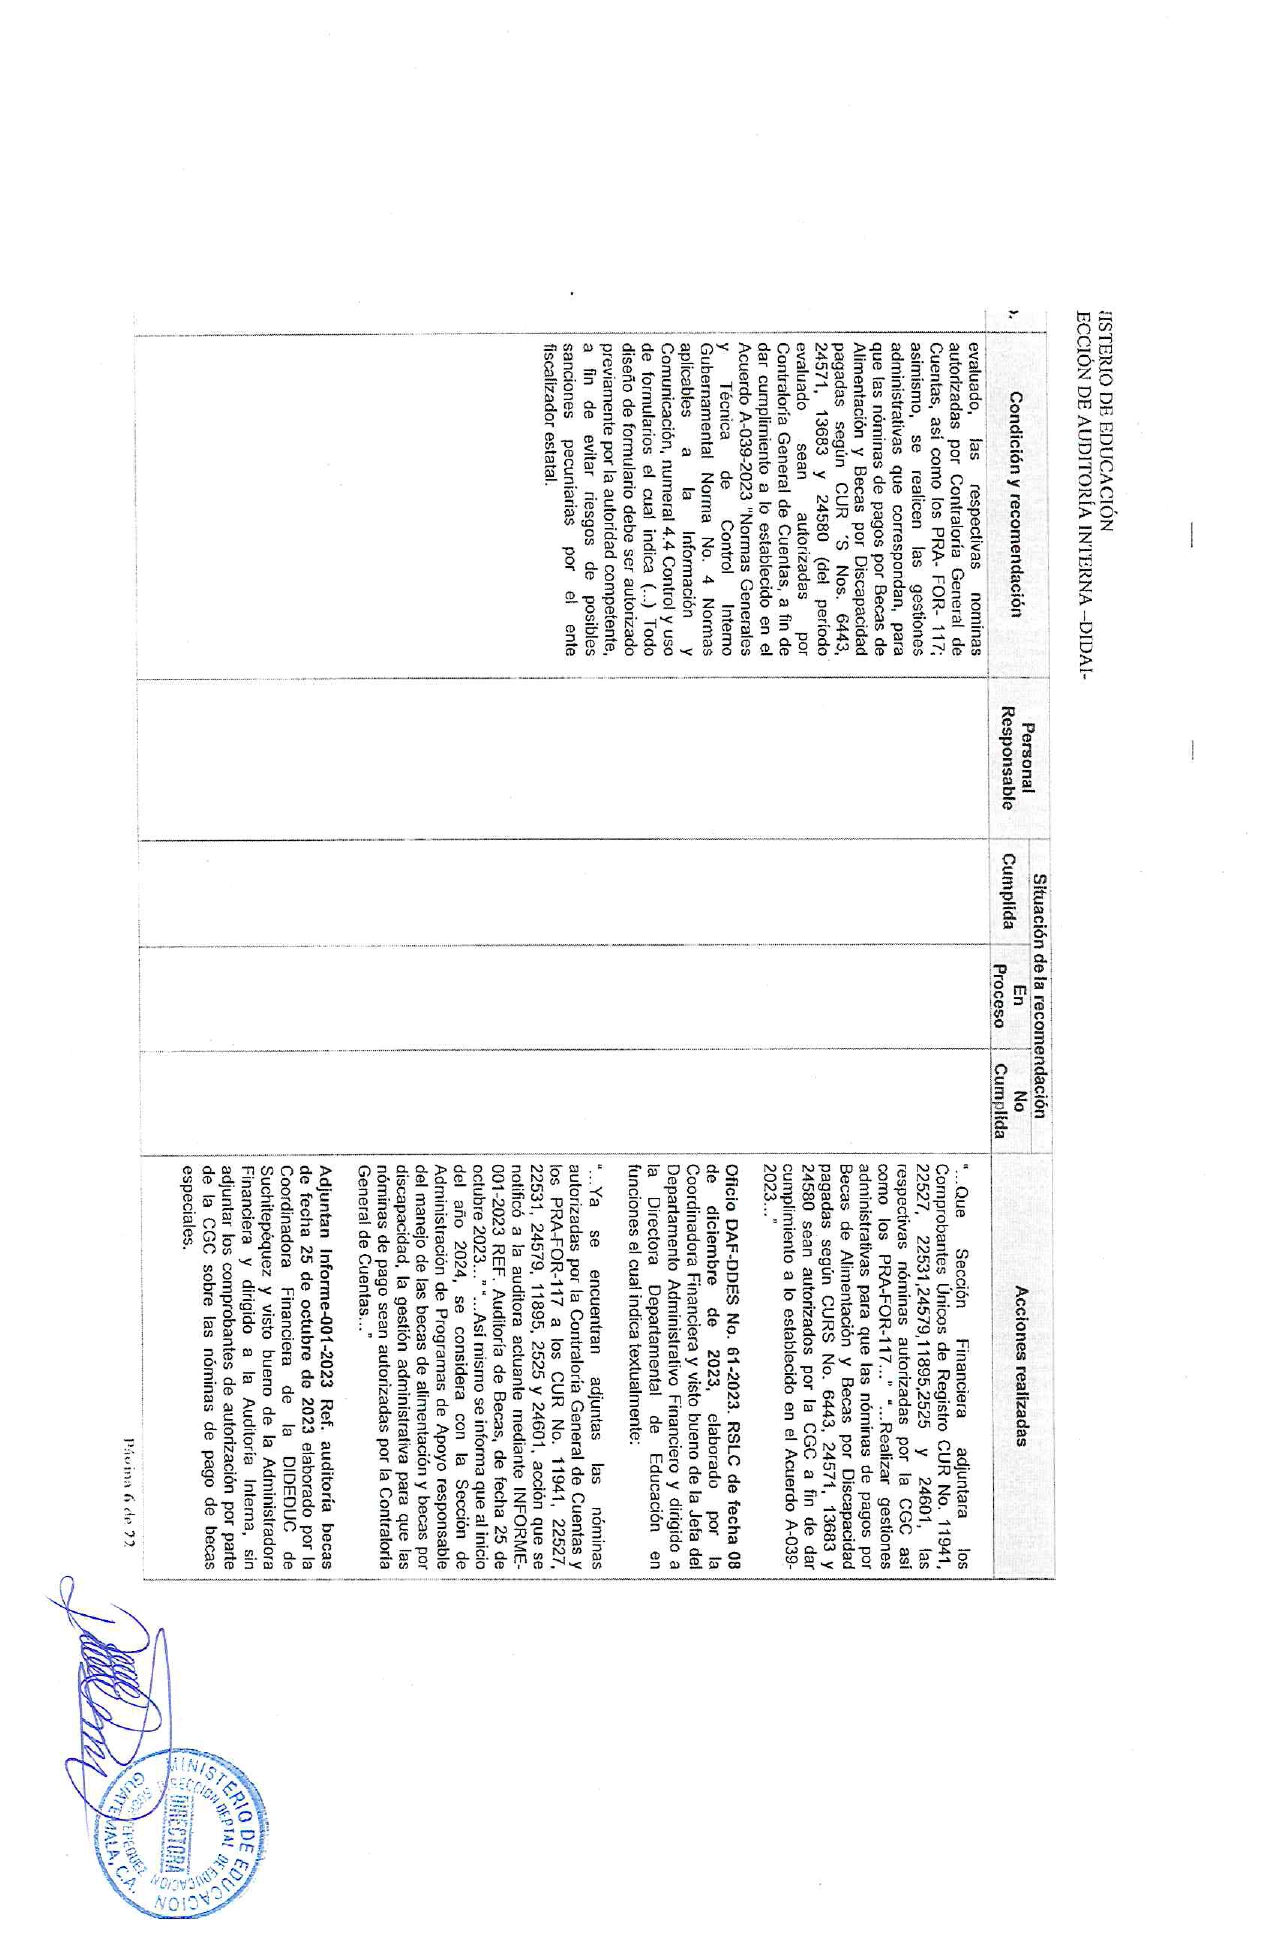 ISTERIO DE EDUCACIÓN
ECCIÓN DE AUDITORÍA INTERNA –DIDAI-
Condición y recomendación
Personal
Responsable
Situación de la recomendación
Cumplida
En
Proceso
No
Cumplida
Acciones realizadas
evaluado, las respectivas nominas
autorizadas por Contraloría General de
Cuentas, así como los PRA- FOR- 117;
asimismo, se realicen las gestiones
administrativas que correspondan, para
que las nóminas de pagos por Becas de
Alimentación y Becas por Discapacidad
pagadas según CUR ´S Nos. 6443,
24571, 13683 y 24580 (del período
evaluado sean autorizadas por
Contraloría General de Cuentas, a fin de
dar cumplimiento a lo establecido en el
Acuerdo A-039-2023 "Normas Generales
y Técnica de Control Interno
Gubernamental Norma No. 4 Normas
aplicables a la Información y
Comunicación, numeral 4.4 Control y uso
de formularios el cual indica (..) Todo
diseño de formulario debe ser autorizado
previamente por la autoridad competente,
a fin de evitar riesgos de posibles
sanciones pecuniarias por el ente
fiscalizador estatal.
"...Que Sección Financiera adjuntara los
Comprobantes Únicos de Registro CUR No. 11941,
22527, 22531,24579,11895,2525 y 24601, las
respectivas nóminas autorizadas por la CGC así
como los PRA-FOR-117..." "...Realizar gestiones
administrativas para que las nóminas de pagos por
Becas de Alimentación y Becas por Discapacidad
pagadas según CURS No. 6443, 24571, 13683 y
24580 sean autorizados por la CGC a fin de dar
cumplimiento a lo establecido en el Acuerdo A-039-
2023..."
Oficio DAF-DDES No. 61-2023. RSLC de fecha 08
de diciembre de 2023, elaborado por la
Coordinadora Financiera y visto bueno de la Jefa del
Departamento Administrativo Financiero y dirigido a
la Directora Departamental de Educación en
funciones el cual indica textualmente:
"...Ya se encuentran adjuntas las nóminas
autorizadas por la Contraloría General de Cuentas y
los PRA-FOR-117 a los CUR No. 11941, 22527,
22531, 24579, 11895, 2525 y 24601, acción que se
notificó a la auditora actuante mediante INFORME-
001-2023 REF. Auditoría de Becas, de fecha 25 de
octubre 2023..." "...Así mismo se informa que al inicio
del año 2024, se considera con la Sección de
Administración de Programas de Apoyo responsable
del manejo de las becas de alimentación y becas por
discapacidad, la gestión administrativa para que las
nóminas de pago sean autorizadas por la Contraloría
General de Cuentas..."
Adjuntan Informe-001-2023 Ref. auditoría becas
de fecha 25 de octubre de 2023 elaborado por la
Coordinadora Financiera de la DIDEDUC de
Suchitepéquez y visto bueno de la Administradora
Financiera y dirigido a la Auditoría Interna, sin
adjuntar los comprobantes de autorización por parte
de la CGC sobre las nóminas de pago de becas
especiales.
Página 6 de 22
MINISTERIO DE EDUCACION
DIRECCION DEPTAL DE EDUCACION
DIRECTORA
GUATEMALA, C.A.